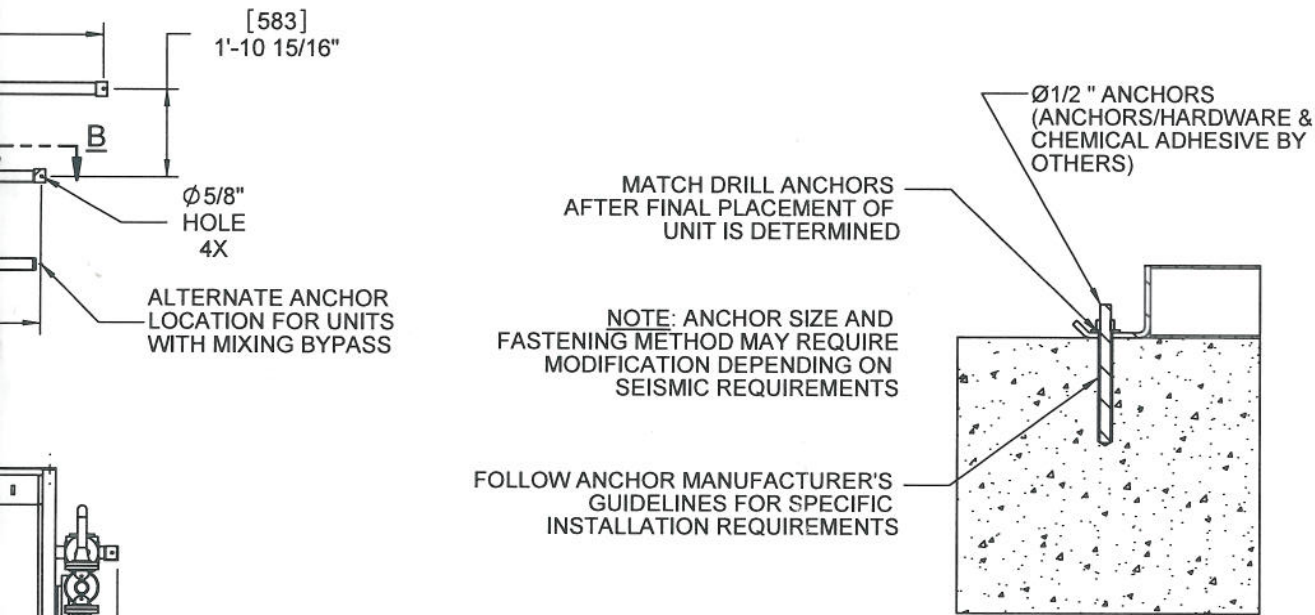 [583]
1'-10 15/16"
B
Ø5/8"
HOLE
4X
ALTERNATE ANCHOR
LOCATION FOR UNITS
WITH MIXING BYPASS
Ø1/2 " ANCHORS
(ANCHORS/HARDWARE &
CHEMICAL ADHESIVE BY
OTHERS)
MATCH DRILL ANCHORS
AFTER FINAL PLACEMENT OF
UNIT IS DETERMINED
NOTE: ANCHOR SIZE AND
FASTENING METHOD MAY REQUIRE
MODIFICATION DEPENDING ON
SEISMIC REQUIREMENTS
FOLLOW ANCHOR MANUFACTURER'S
GUIDELINES FOR SPECIFIC
INSTALLATION REQUIREMENTS